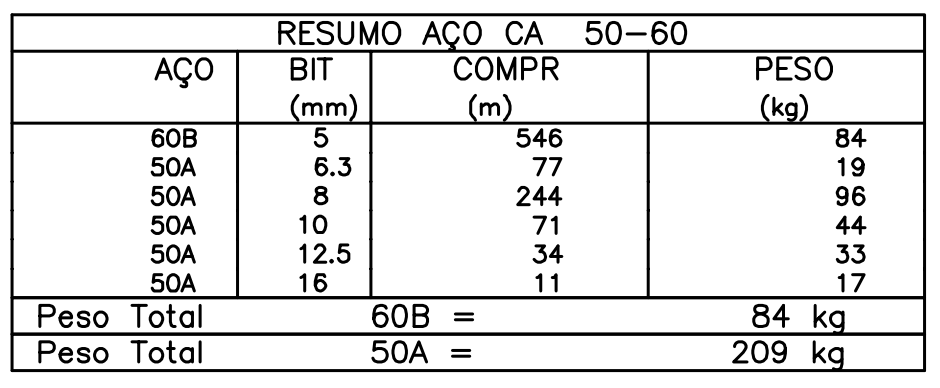 RESUMO AÇO CA 50-60
AÇO BIT COMPR PESO
(mm) (m) (kg)
60B 5 546 84
50A 6.3 77 19
50A 8 244 96
50A 10 71 44
50A 12.5 34 33
50A 16 11 17
Peso Total 60B = 84 kg
Peso Total 50A = 209 kg